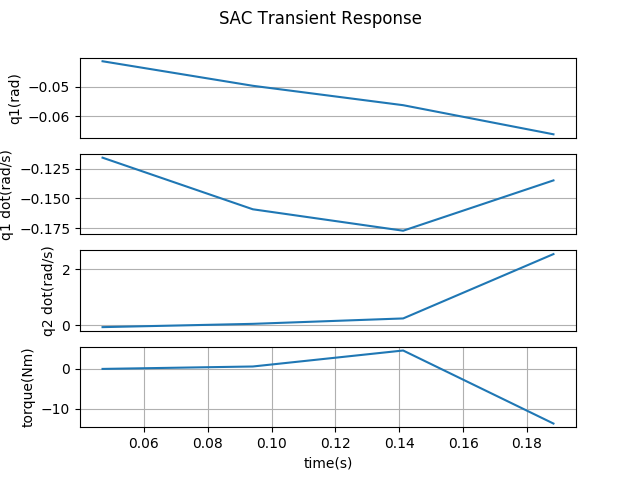 SAC Transient Response
q1(rad)
−0.05
−0.06
q1 dot(rad/s)
−0.125
−0.150
−0.175
q2 dot(rad/s)
2
0
torque(Nm)
0
−10
0.06 0.08 0.10 0.12 0.14 0.16 0.18
time(s)